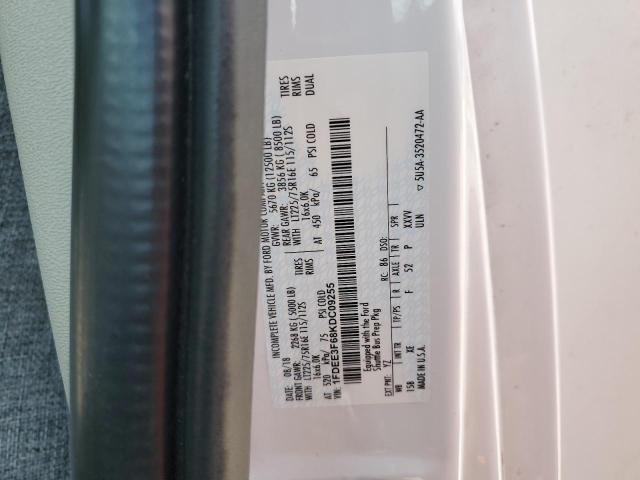 INCOMPLETE VEHICLE MFD. BY FORD MOTOR COMPANY
DATE: 08/18 GVWR: 5670 KG (12500 LB)
FRONT GAWR: 2268 KG (5000 LB) REAR GAWR: 3856 KG (8500 LB)
WITH LT225/75R16E 115/112S WITH LT225/75R16E 115/112S TIRES
16x6.0K RIMS 16x6.0K RIMS
AT 520 kPa/ 75 PSI COLD AT 450 kPa/ 65 PSI COLD DUAL
VIN: 1FDEE3F68KDC09255
Equipped with the Ford
Shuttle Bus Prep Pkg
RC: 86 DSO:
EXT PNT: YZ
WB INT TR TP/PS R AXLE TR SPR
158 XE F 52 P XXVV
MADE IN U.S.A. ULN
▽ 5U5A-3520472-AA